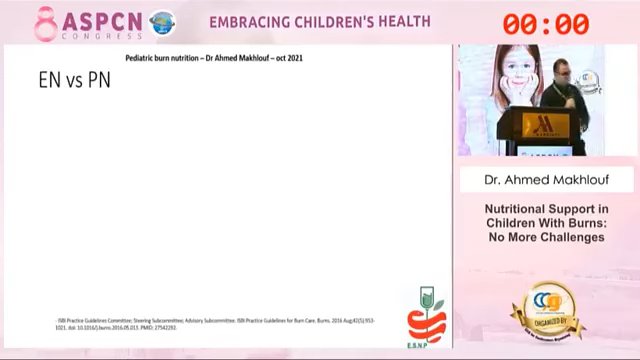 8 ASPCN
CONGRESS
EMBRACING CHILDREN'S HEALTH
00:00
Pediatric burn nutrition – Dr Ahmed Makhlouf – oct 2021
EN vs PN
Dr. Ahmed Makhlouf
Nutritional Support in
Children With Burns:
No More Challenges
ORGANIZED BY
- ISBI Practice Guidelines Committee; Steering Subcommittee; Advisory Subcommittee. ISBI Practice Guidelines for Burn Care. Burns. 2016 Aug;42(5):953-
1021. doi: 10.1016/j.burns.2016.05.013. PMID: 27542292.
E.S.N.P